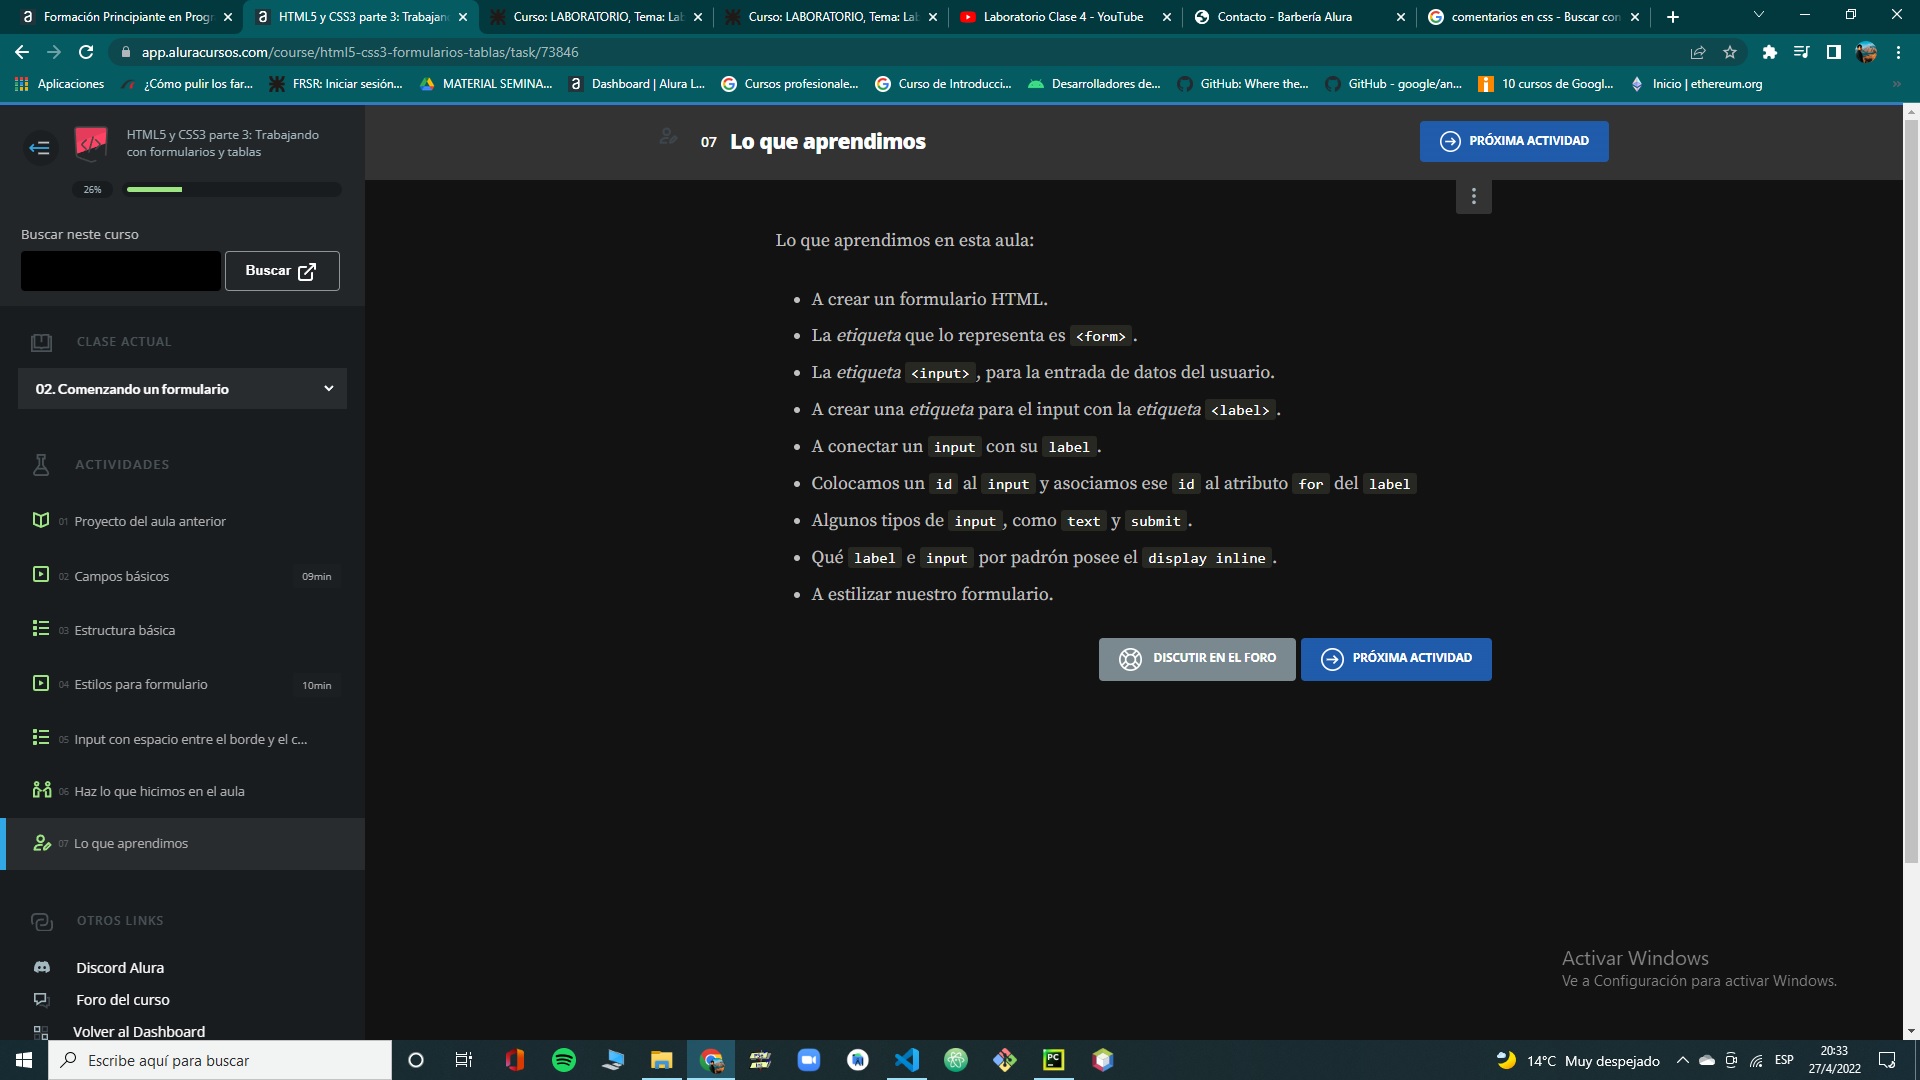 Formación Principiante en Progr
HTML5 y CSS3 parte 3: Trabajan
Curso: LABORATORIO, Tema: La
Curso: LABORATORIO, Tema: La
Laboratorio Clase 4 - YouTube
Contacto - Barbería Alura
comentarios en css - Buscar con
app.aluracursos.com/course/html5-css3-formularios-tablas/task/73846
Aplicaciones
¿Cómo pulir los far...
FRSR: Iniciar sesión...
MATERIAL SEMINA...
Dashboard | Alura L...
Cursos profesionale...
Curso de Introducci...
Desarrolladores de...
GitHub: Where the...
GitHub - google/an...
10 cursos de Googl...
Inicio | ethereum.org
HTML5 y CSS3 parte 3: Trabajando
con formularios y tablas
26%
Buscar neste curso
Buscar
CLASE ACTUAL
02. Comenzando un formulario
ACTIVIDADES
01 Proyecto del aula anterior
02 Campos básicos 09min
03 Estructura básica
04 Estilos para formulario 10min
05 Input con espacio entre el borde y el c...
06 Haz lo que hicimos en el aula
07 Lo que aprendimos
OTROS LINKS
Discord Alura
Foro del curso
Volver al Dashboard
07 Lo que aprendimos
PRÓXIMA ACTIVIDAD
Lo que aprendimos en esta aula:
• A crear un formulario HTML.
• La etiqueta que lo representa es <form>.
• La etiqueta <input>, para la entrada de datos del usuario.
• A crear una etiqueta para el input con la etiqueta <label>.
• A conectar un input con su label.
• Colocamos un id al input y asociamos ese id al atributo for del label
• Algunos tipos de input, como text y submit.
• Qué label e input por padrón posee el display inline.
• A estilizar nuestro formulario.
DISCUTIR EN EL FORO
PRÓXIMA ACTIVIDAD
Activar Windows
Ve a Configuración para activar Windows.
Escribe aquí para buscar
14°C Muy despejado
ESP
20:33
27/4/2022